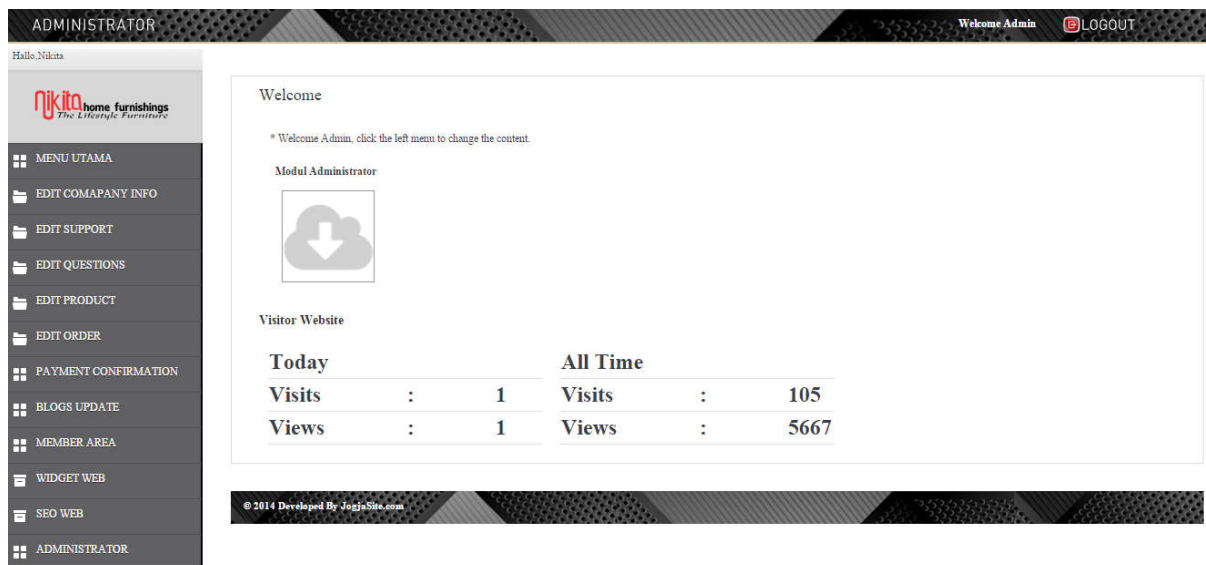 ADMINISTRATOR
Welcome Admin
LOGOUT
Hallo,Nikita
Nikita home furnishings
The Lifestyle Furniture
MENU UTAMA
EDIT COMAPANY INFO
EDIT SUPPORT
EDIT QUESTIONS
EDIT PRODUCT
EDIT ORDER
PAYMENT CONFIRMATION
BLOGS UPDATE
MEMBER AREA
WIDGET WEB
SEO WEB
ADMINISTRATOR
Welcome
* Welcome Admin, click the left menu to change the content.
Modul Administrator
Visitor Website
Today All Time
Visits : 1 Visits : 105
Views : 1 Views : 5667
© 2014 Developed By JogjaSite.com